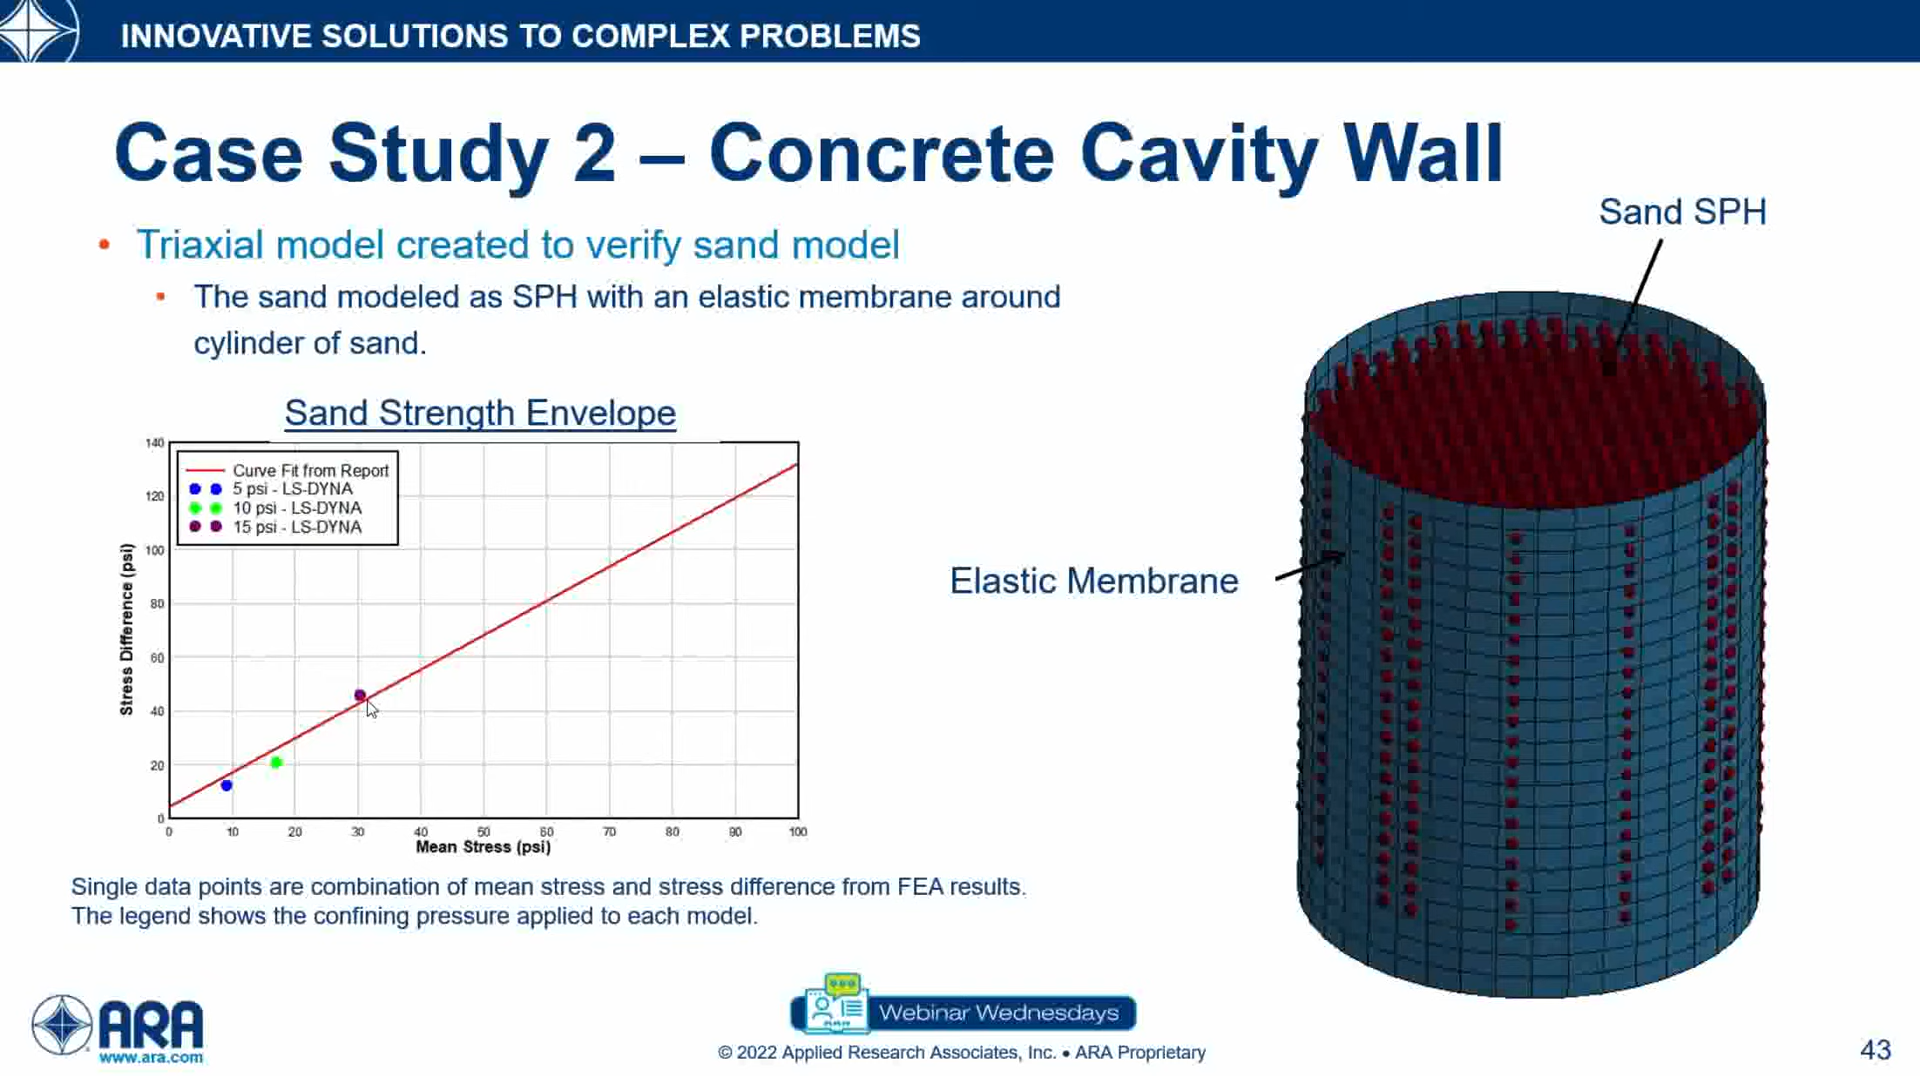 INNOVATIVE SOLUTIONS TO COMPLEX PROBLEMS
Case Study 2 – Concrete Cavity Wall
• Triaxial model created to verify sand model
▪ The sand modeled as SPH with an elastic membrane around
cylinder of sand.
Sand SPH
Elastic Membrane
Sand Strength Envelope
Curve Fit from Report
5 psi - LS-DYNA
10 psi - LS-DYNA
15 psi - LS-DYNA
Stress Difference (psi)
140
120
100
80
60
40
20
0
0 10 20 30 40 50 60 70 80 90 100
Mean Stress (psi)
Single data points are combination of mean stress and stress difference from FEA results.
The legend shows the confining pressure applied to each model.
ARA
www.ara.com
Webinar Wednesdays
© 2022 Applied Research Associates, Inc. • ARA Proprietary
43